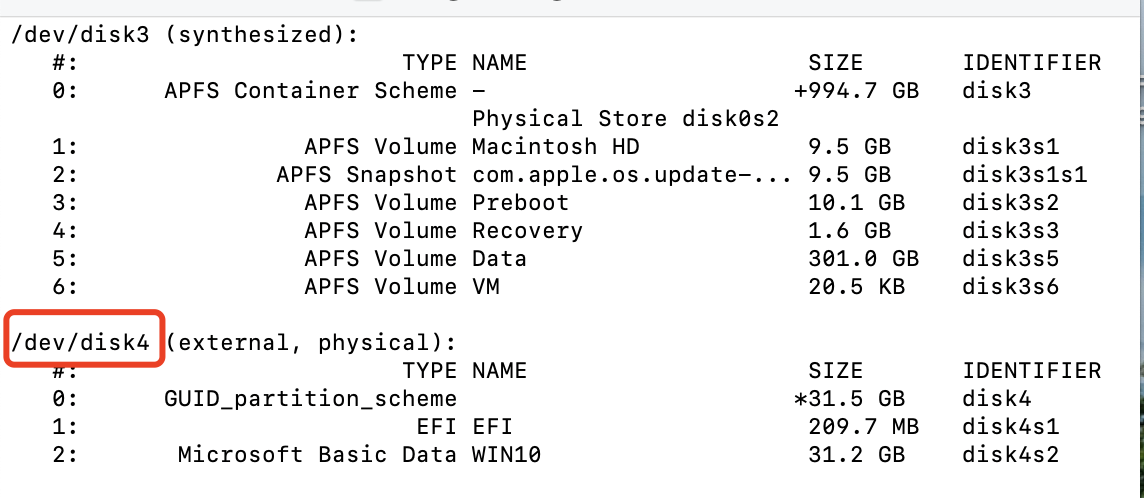 /dev/disk3 (synthesized):
#: TYPE NAME SIZE IDENTIFIER
0: APFS Container Scheme - +994.7 GB disk3
Physical Store disk0s2
1: APFS Volume Macintosh HD 9.5 GB disk3s1
2: APFS Snapshot com.apple.os.update-... 9.5 GB disk3s1s1
3: APFS Volume Preboot 10.1 GB disk3s2
4: APFS Volume Recovery 1.6 GB disk3s3
5: APFS Volume Data 301.0 GB disk3s5
6: APFS Volume VM 20.5 KB disk3s6
/dev/disk4 (external, physical):
#: TYPE NAME SIZE IDENTIFIER
0: GUID_partition_scheme *31.5 GB disk4
1: EFI EFI 209.7 MB disk4s1
2: Microsoft Basic Data WIN10 31.2 GB disk4s2